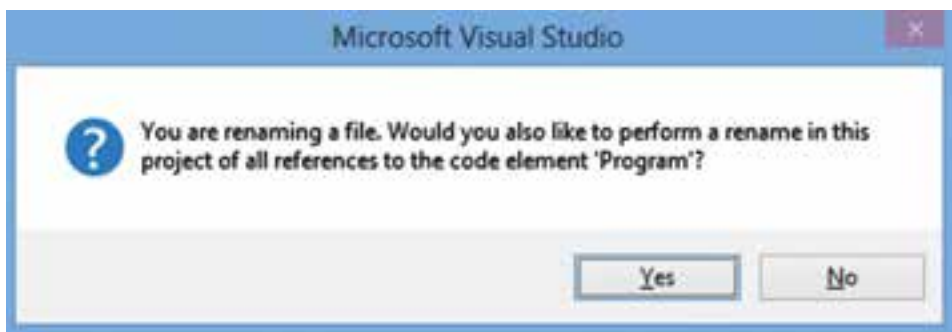 Microsoft Visual Studio
You are renaming a file. Would you also like to perform a rename in this
project of all references to the code element 'Program'?
Yes
No